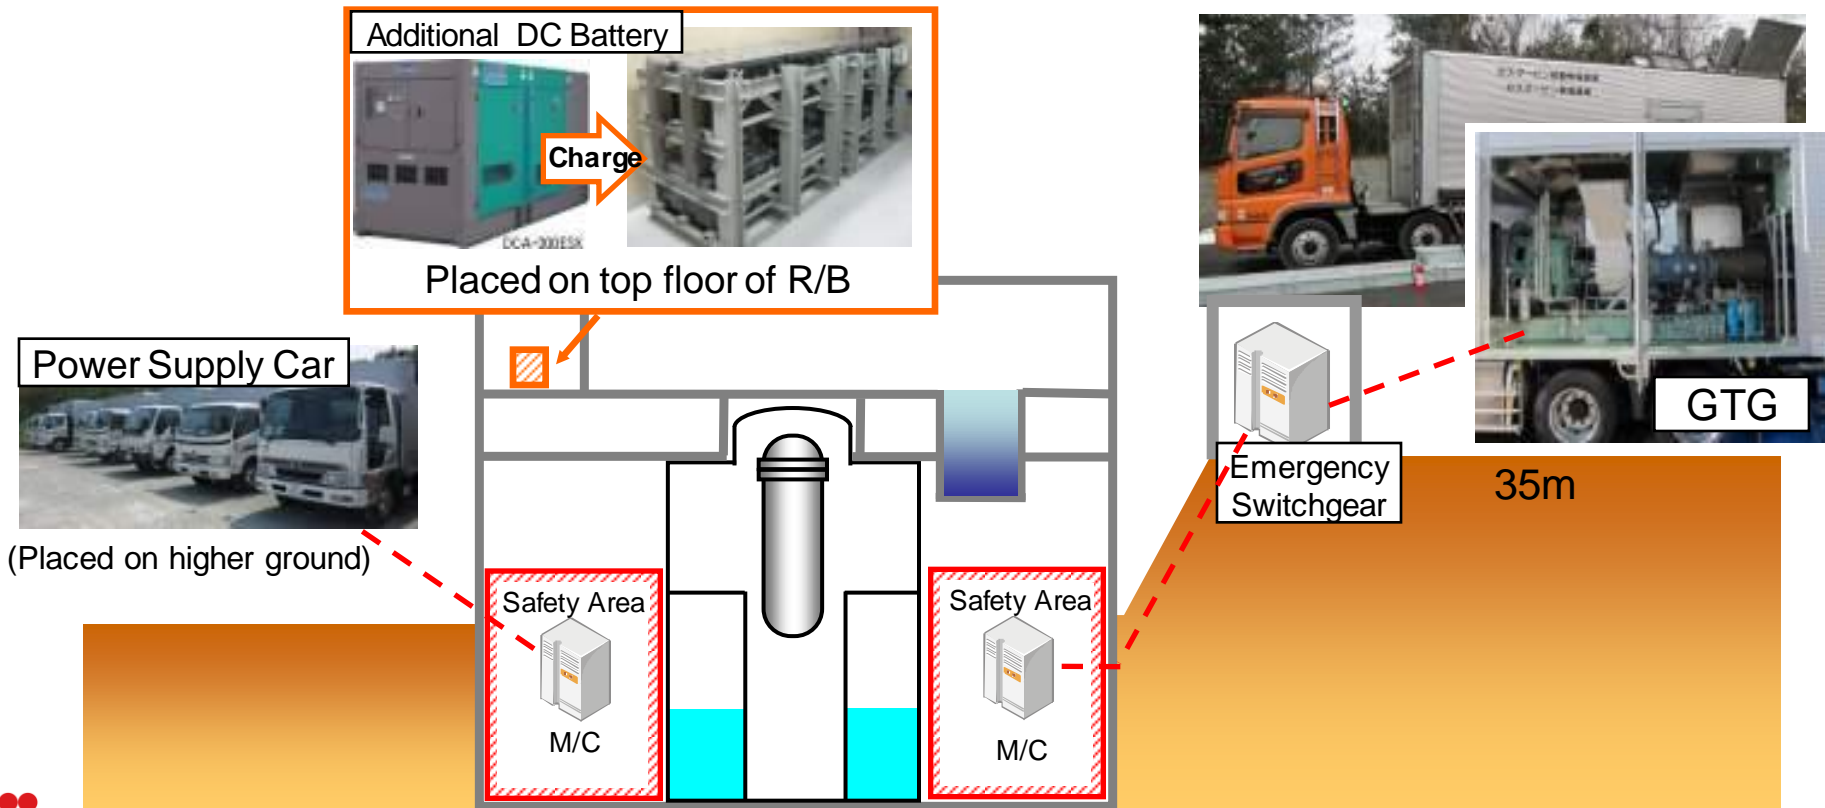 Additional DC Battery
Charge
DCA-300ESK
Placed on top floor of R/B
Power Supply Car
(Placed on higher ground)
GTG
Emergency
Switchgear
35m
Safety Area
M/C
Safety Area
M/C